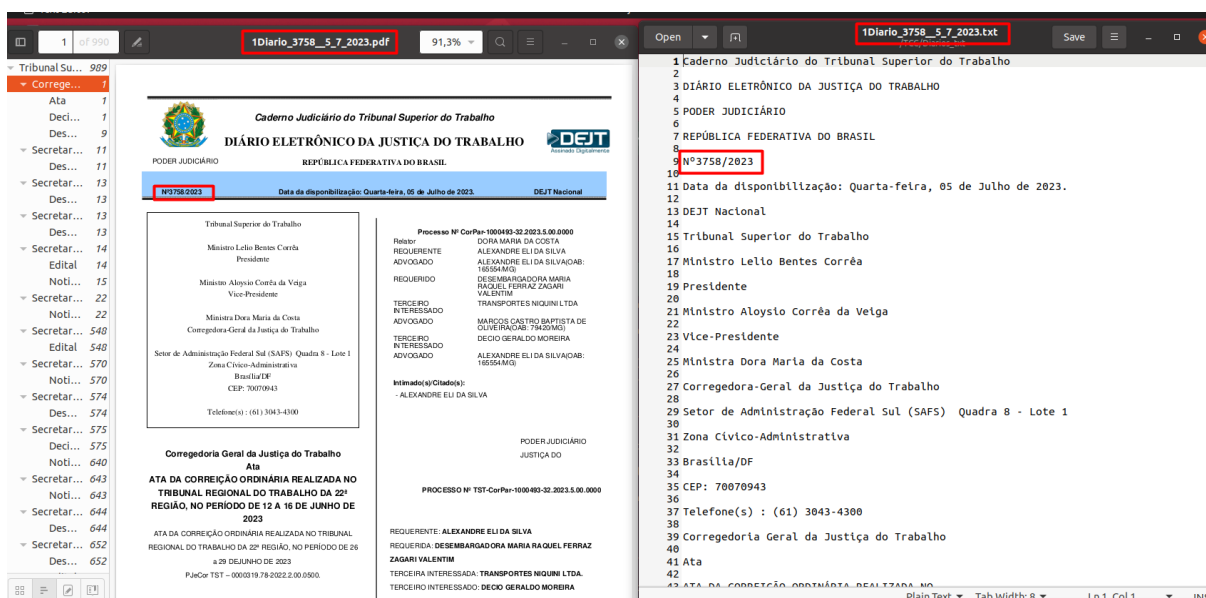 1 of 990
1Diario_3758__5_7_2023.pdf
91,3%
Tribunal Su... 989
Correge... 1
Ata 1
Deci... 1
Des... 9
Secretar... 11
Des... 11
Secretar... 13
Des... 13
Secretar... 13
Des... 13
Secretar... 14
Edital 14
Noti... 15
Secretar... 22
Noti... 22
Secretar... 548
Edital 548
Secretar... 570
Noti... 570
Secretar... 574
Des... 574
Secretar... 575
Deci... 575
Noti... 640
Secretar... 643
Noti... 643
Secretar... 644
Des... 644
Secretar... 652
Des... 652
Caderno Judiciário do Tribunal Superior do Trabalho
DIÁRIO ELETRÔNICO DA JUSTIÇA DO TRABALHO
PODER JUDICIÁRIO
REPÚBLICA FEDERATIVA DO BRASIL
DEJT
Assinado Digitalmente
Nº3758/2023
Data da disponibilização: Quarta-feira, 05 de Julho de 2023.
DEJT Nacional
Tribunal Superior do Trabalho
Ministro Lelio Bentes Corrêa
Presidente
Ministro Aloysio Corrêa da Veiga
Vice-Presidente
Ministra Dora Maria da Costa
Corregedora-Geral da Justiça do Trabalho
Setor de Administração Federal Sul (SAFS) Quadra 8 - Lote 1
Zona Cívico-Administrativa
Brasília/DF
CEP: 70070943
Telefone(s) : (61) 3043-4300
Corregedoria Geral da Justiça do Trabalho
Ata
ATA DA CORREIÇÃO ORDINÁRIA REALIZADA NO
TRIBUNAL REGIONAL DO TRABALHO DA 22ª
REGIÃO, NO PERÍODO DE 12 A 16 DE JUNHO DE
2023
ATA DA CORREIÇÃO ORDINÁRIA REALIZADA NO TRIBUNAL
REGIONAL DO TRABALHO DA 22ª REGIÃO, NO PERÍODO DE 26
a 29 DEJUNHO DE 2023
PJeCor TST – 0000319.78-2022.2.00.0500.
Processo Nº CorPar-1000493-32.2023.5.00.0000
Relator DORA MARIA DA COSTA
REQUERENTE ALEXANDRE ELI DA SILVA
ADVOGADO ALEXANDRE ELI DA SILVA(OAB:
165554/MG)
REQUERIDO DESEMBARGADORA MARIA
RAQUEL FERRAZ ZAGARI
VALENTIM
TERCEIRO TRANSPORTES NIQUINI LTDA
INTERESSADO
ADVOGADO MARCOS CASTRO BAPTISTA DE
OLIVEIRA(OAB: 79420/MG)
TERCEIRO DECIO GERALDO MOREIRA
INTERESSADO
ADVOGADO ALEXANDRE ELI DA SILVA(OAB:
165554/MG)
Intimado(s)/Citado(s):
- ALEXANDRE ELI DA SILVA
PODER JUDICIÁRIO
JUSTIÇA DO
PROCESSO Nº TST-CorPar-1000493-32.2023.5.00.0000
REQUERENTE: ALEXANDRE ELI DA SILVA
REQUERIDA: DESEMBARGADORA MARIA RAQUEL FERRAZ
ZAGARI VALENTIM
TERCEIRA INTERESSADA: TRANSPORTES NIQUINI LTDA.
TERCEIRO INTERESSADO: DECIO GERALDO MOREIRA
Open
1Diario_3758__5_7_2023.txt
Save
1 Caderno Judiciário do Tribunal Superior do Trabalho
2
3 DIÁRIO ELETRÔNICO DA JUSTIÇA DO TRABALHO
4
5 PODER JUDICIÁRIO
6
7 REPÚBLICA FEDERATIVA DO BRASIL
8
9 Nº3758/2023
10
11 Data da disponibilização: Quarta-feira, 05 de Julho de 2023.
12
13 DEJT Nacional
14
15 Tribunal Superior do Trabalho
16
17 Ministro Lelio Bentes Corrêa
18
19 Presidente
20
21 Ministro Aloysio Corrêa da Veiga
22
23 Vice-Presidente
24
25 Ministra Dora Maria da Costa
26
27 Corregedora-Geral da Justiça do Trabalho
28
29 Setor de Administração Federal Sul (SAFS) Quadra 8 - Lote 1
30
31 Zona Cívico-Administrativa
32
33 Brasília/DF
34
35 CEP: 70070943
36
37 Telefone(s) : (61) 3043-4300
38
39 Corregedoria Geral da Justiça do Trabalho
40
41 Ata
42
43 ATA DA CORREIÇÃO ORDINÁRIA REALIZADA NO
Plain Text Tab Width: 8 Ln 1, Col 1